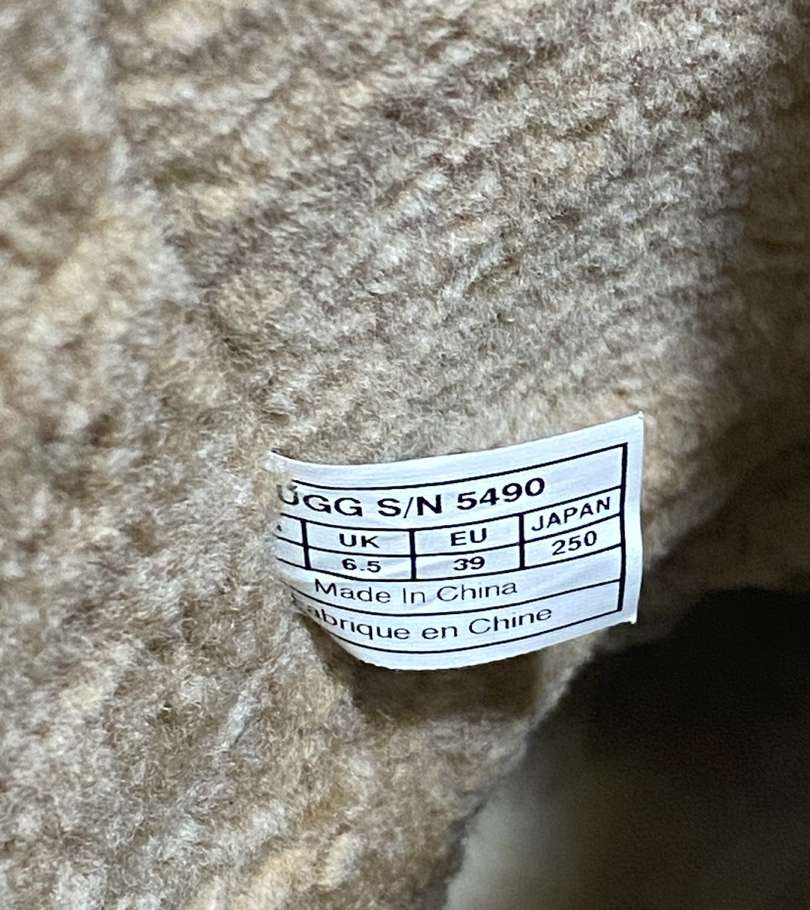 UGG S/N 5490
UK EU JAPAN
6.5 39 250
Made In China
Fabrique en Chine